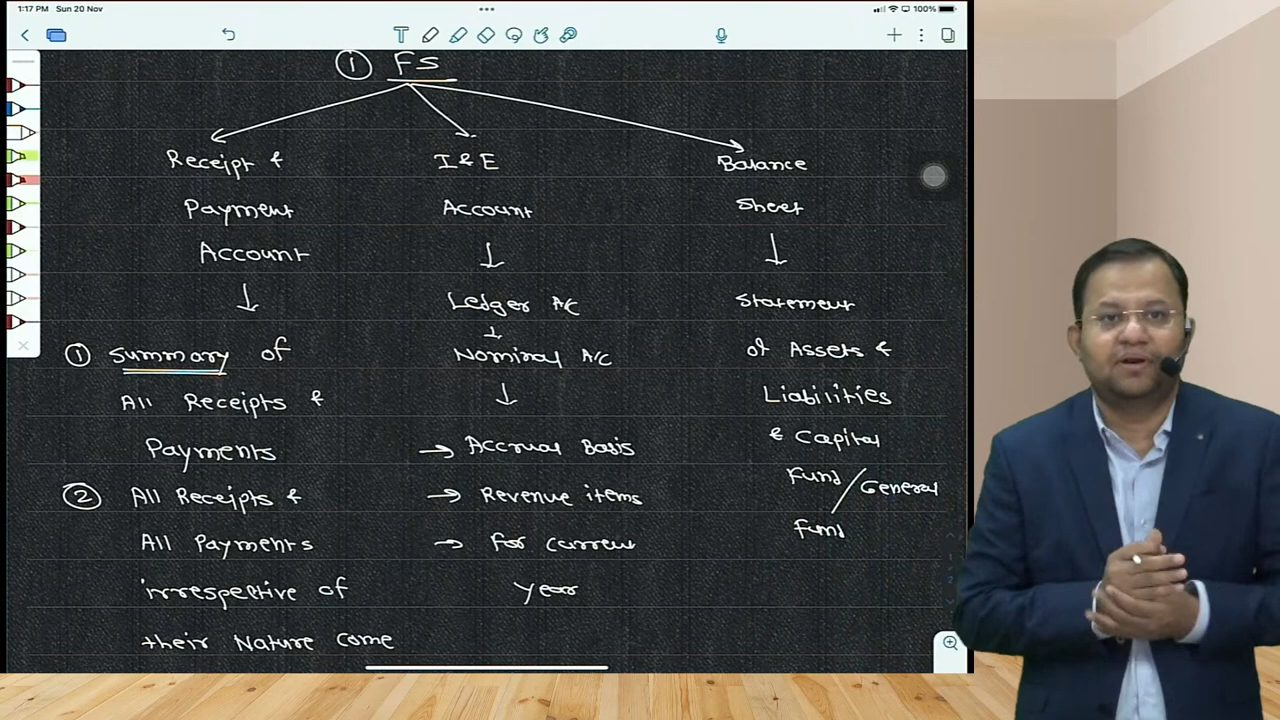 1:17 PM Sun 20 Nov
100%
① FS
Receipt &
Payment
Account
① Summary of
All Receipts &
Payments
② All Receipts &
All Payments
irrespective of
their Nature come
I & E
Account
Ledger A/C
Nominal A/C
→ Accrual Basis
→ Revenue items
→ For current
year
Balance
Sheet
Statement
of Assets &
Liabilities
& Capital
Fund / General
Fund